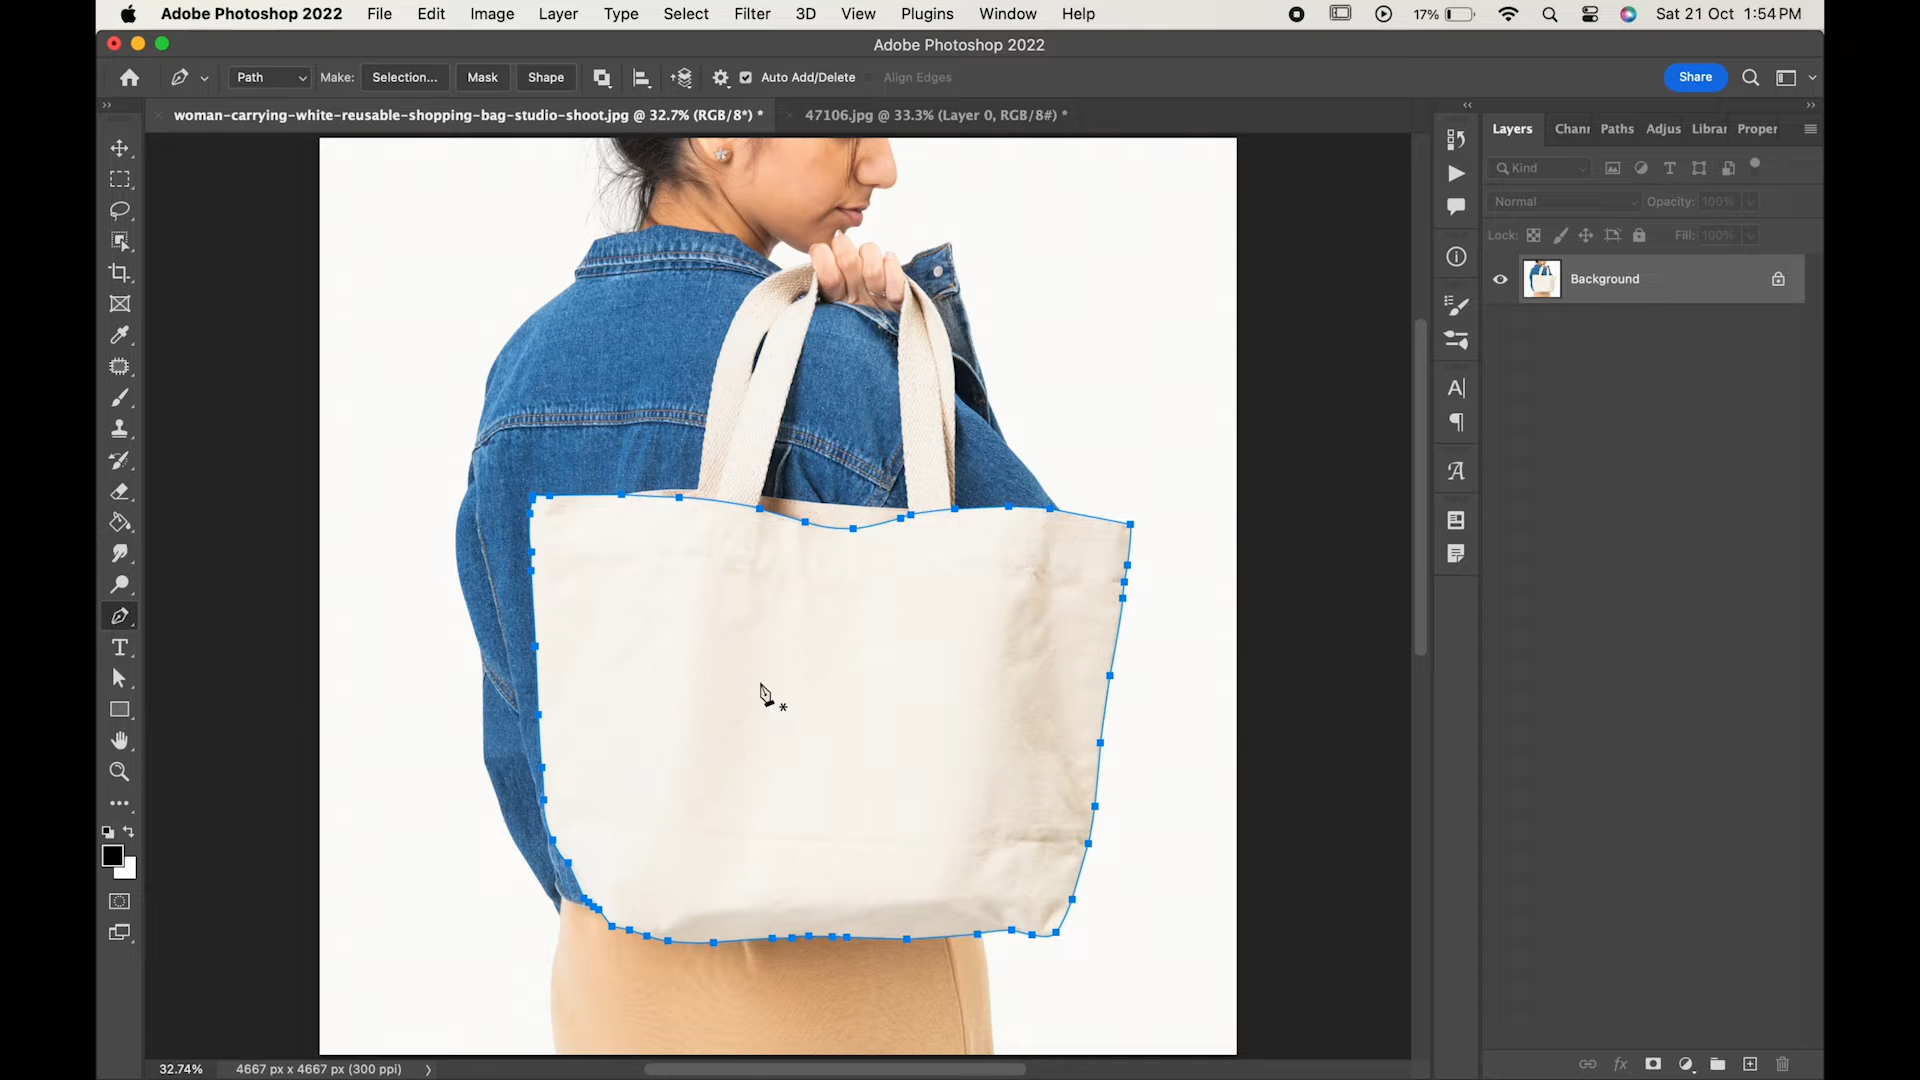 Adobe Photoshop 2022 File Edit Image Layer Type Select Filter 3D View Plugins Window Help 17% Sat 21 Oct 1:54 PM
Adobe Photoshop 2022
Path Make: Selection... Mask Shape Auto Add/Delete Align Edges Share
woman-carrying-white-reusable-shopping-bag-studio-shoot.jpg @ 32.7% (RGB/8*) * 47106.jpg @ 33.3% (Layer 0, RGB/8#) *
Layers Chann Paths Adjus Librar Proper
Kind
Normal Opacity: 100%
Lock: Fill: 100%
Background
32.74% 4667 px x 4667 px (300 ppi)